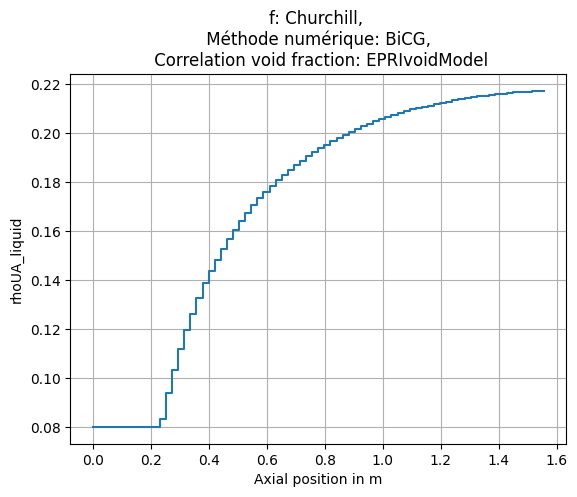 f: Churchill,
Méthode numérique: BiCG,
Correlation void fraction: EPRIvoidModel
rhoUA_liquid
0.22
0.20
0.18
0.16
0.14
0.12
0.10
0.08
0.0 0.2 0.4 0.6 0.8 1.0 1.2 1.4 1.6
Axial position in m